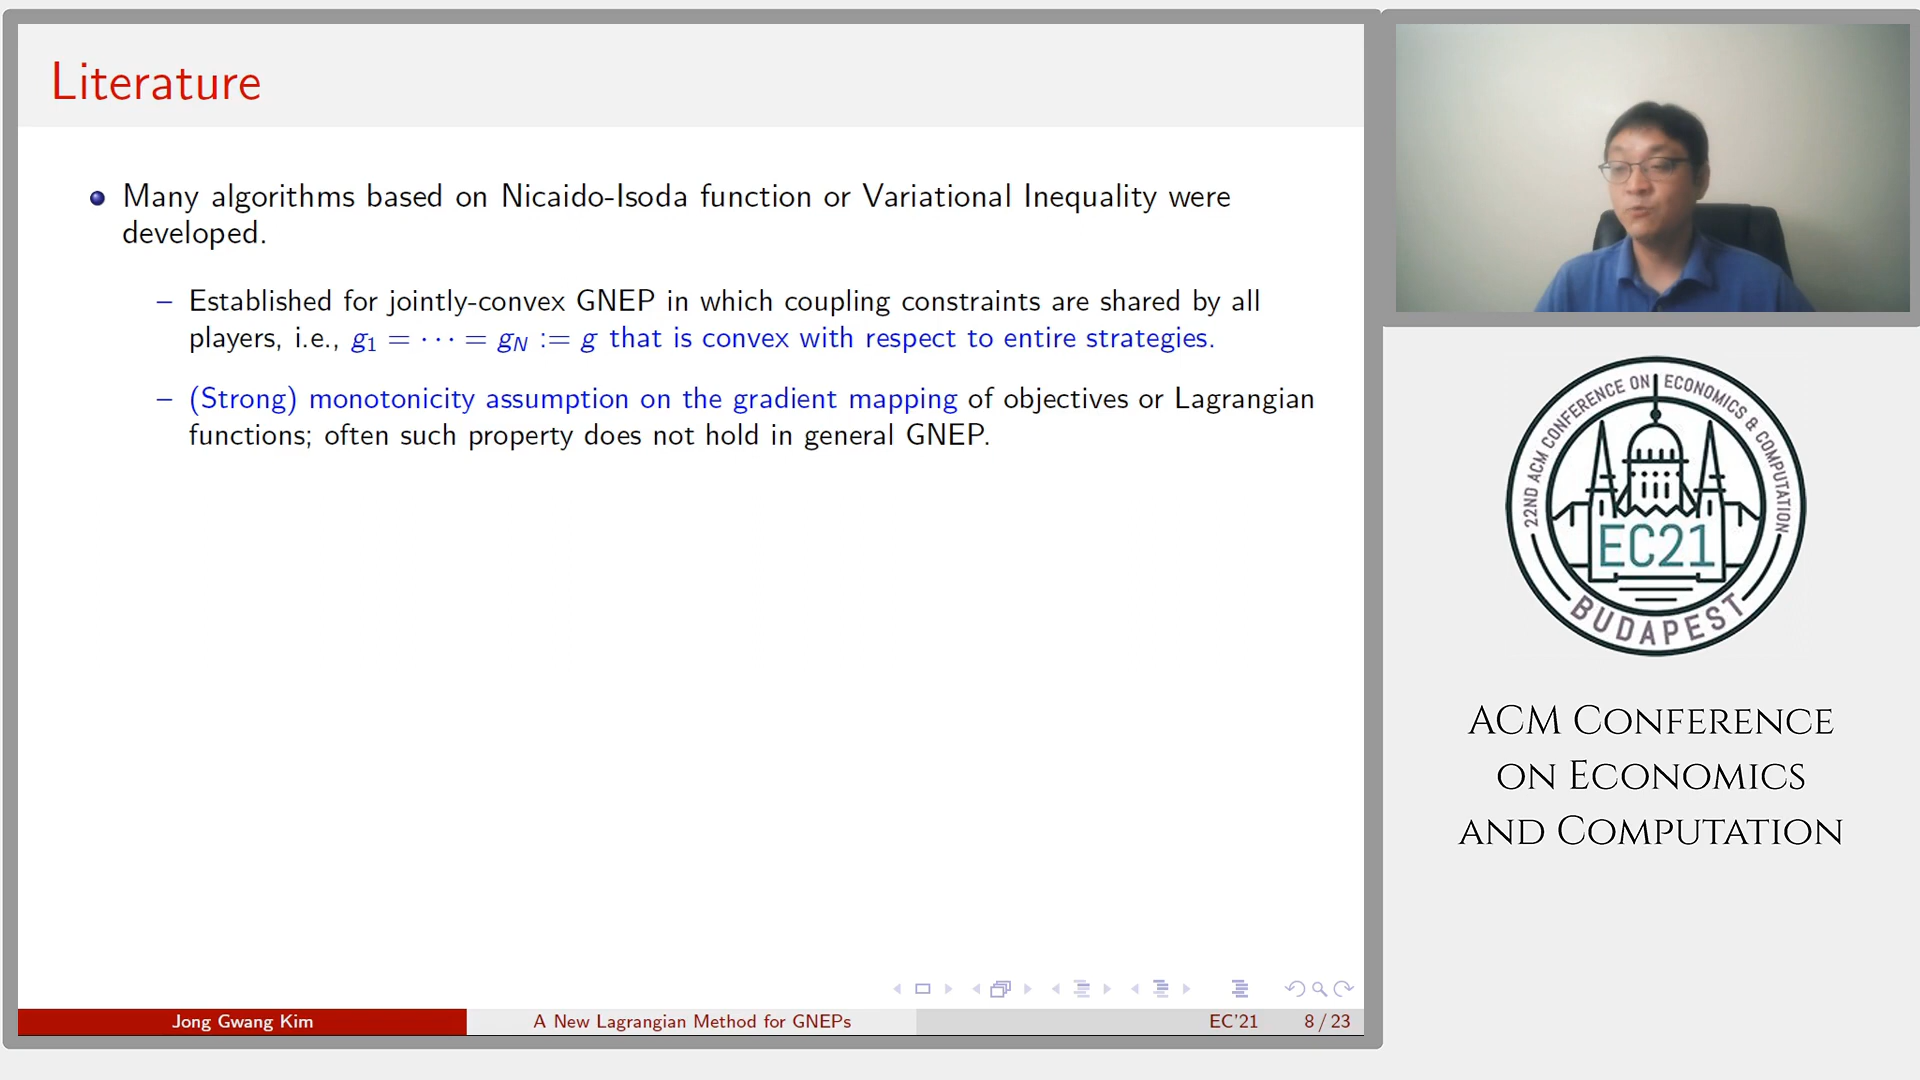 Literature
Many algorithms based on Nicaido-Isoda function or Variational Inequality were
developed.
– Established for jointly-convex GNEP in which coupling constraints are shared by all
players, i.e., g₁ = ⋯ = g_N := g that is convex with respect to entire strategies.
– (Strong) monotonicity assumption on the gradient mapping of objectives or Lagrangian
functions; often such property does not hold in general GNEP.
Jong Gwang Kim
A New Lagrangian Method for GNEPs
EC'21
8 / 23
22ND ACM CONFERENCE ON ECONOMICS & COMPUTATION
EC21
BUDAPEST
ACM Conference
on Economics
and Computation